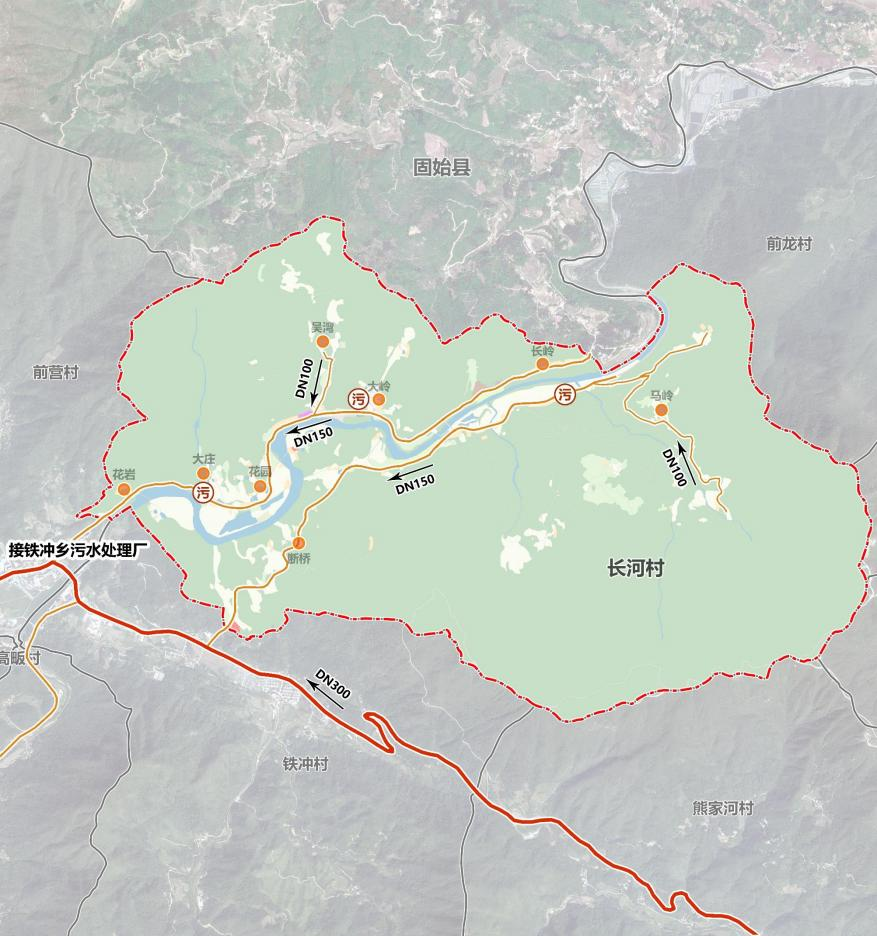 固始县
前龙村
吴湾
长岭
前营村
DN100
大岭
污
污
马岭
DN150
大庄
花园
花岩
污
DN150
DN100
接铁冲乡污水处理厂
断桥
长河村
高畈村
DN300
铁冲村
熊家河村